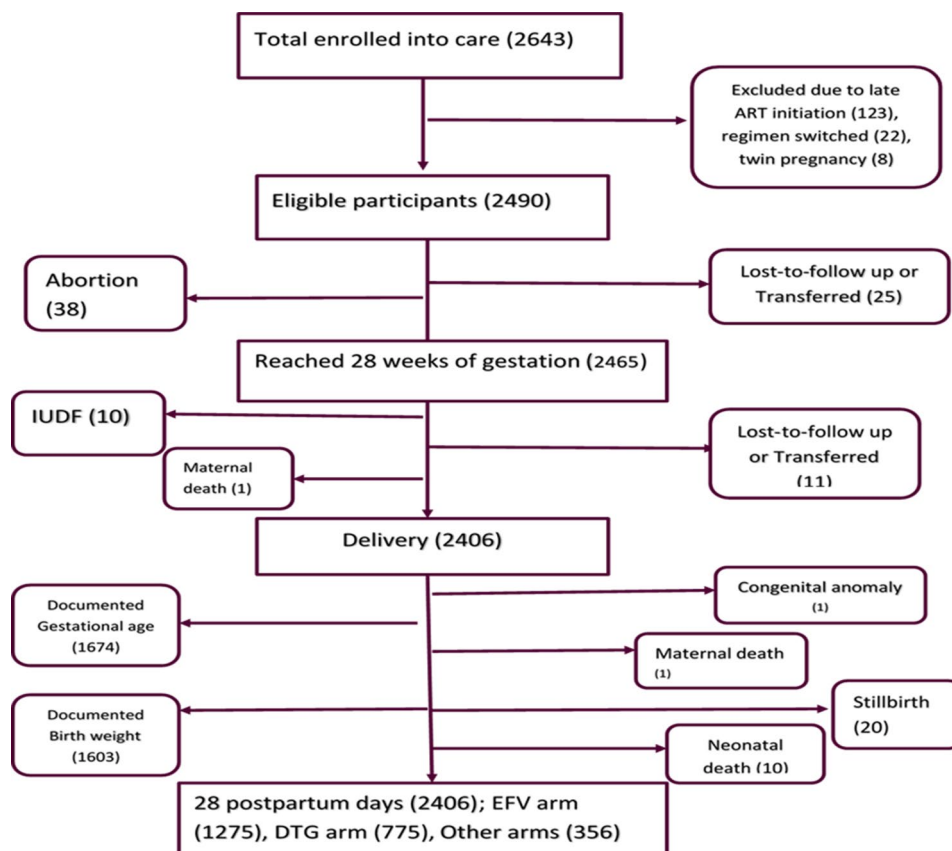 Total enrolled into care (2643)
Excluded due to late
ART initiation (123),
regimen switched (22),
twin pregnancy (8)
Eligible participants (2490)
Abortion
(38)
Lost-to-follow up or
Transferred (25)
Reached 28 weeks of gestation (2465)
IUDF (10)
Lost-to-follow up
or Transferred
(11)
Maternal
death (1)
Delivery (2406)
Congenital anomaly
(1)
Documented
Gestational age
(1674)
Maternal death
(1)
Documented
Birth weight
(1603)
Stillbirth
(20)
Neonatal
death (10)
28 postpartum days (2406); EFV arm
(1275), DTG arm (775), Other arms (356)